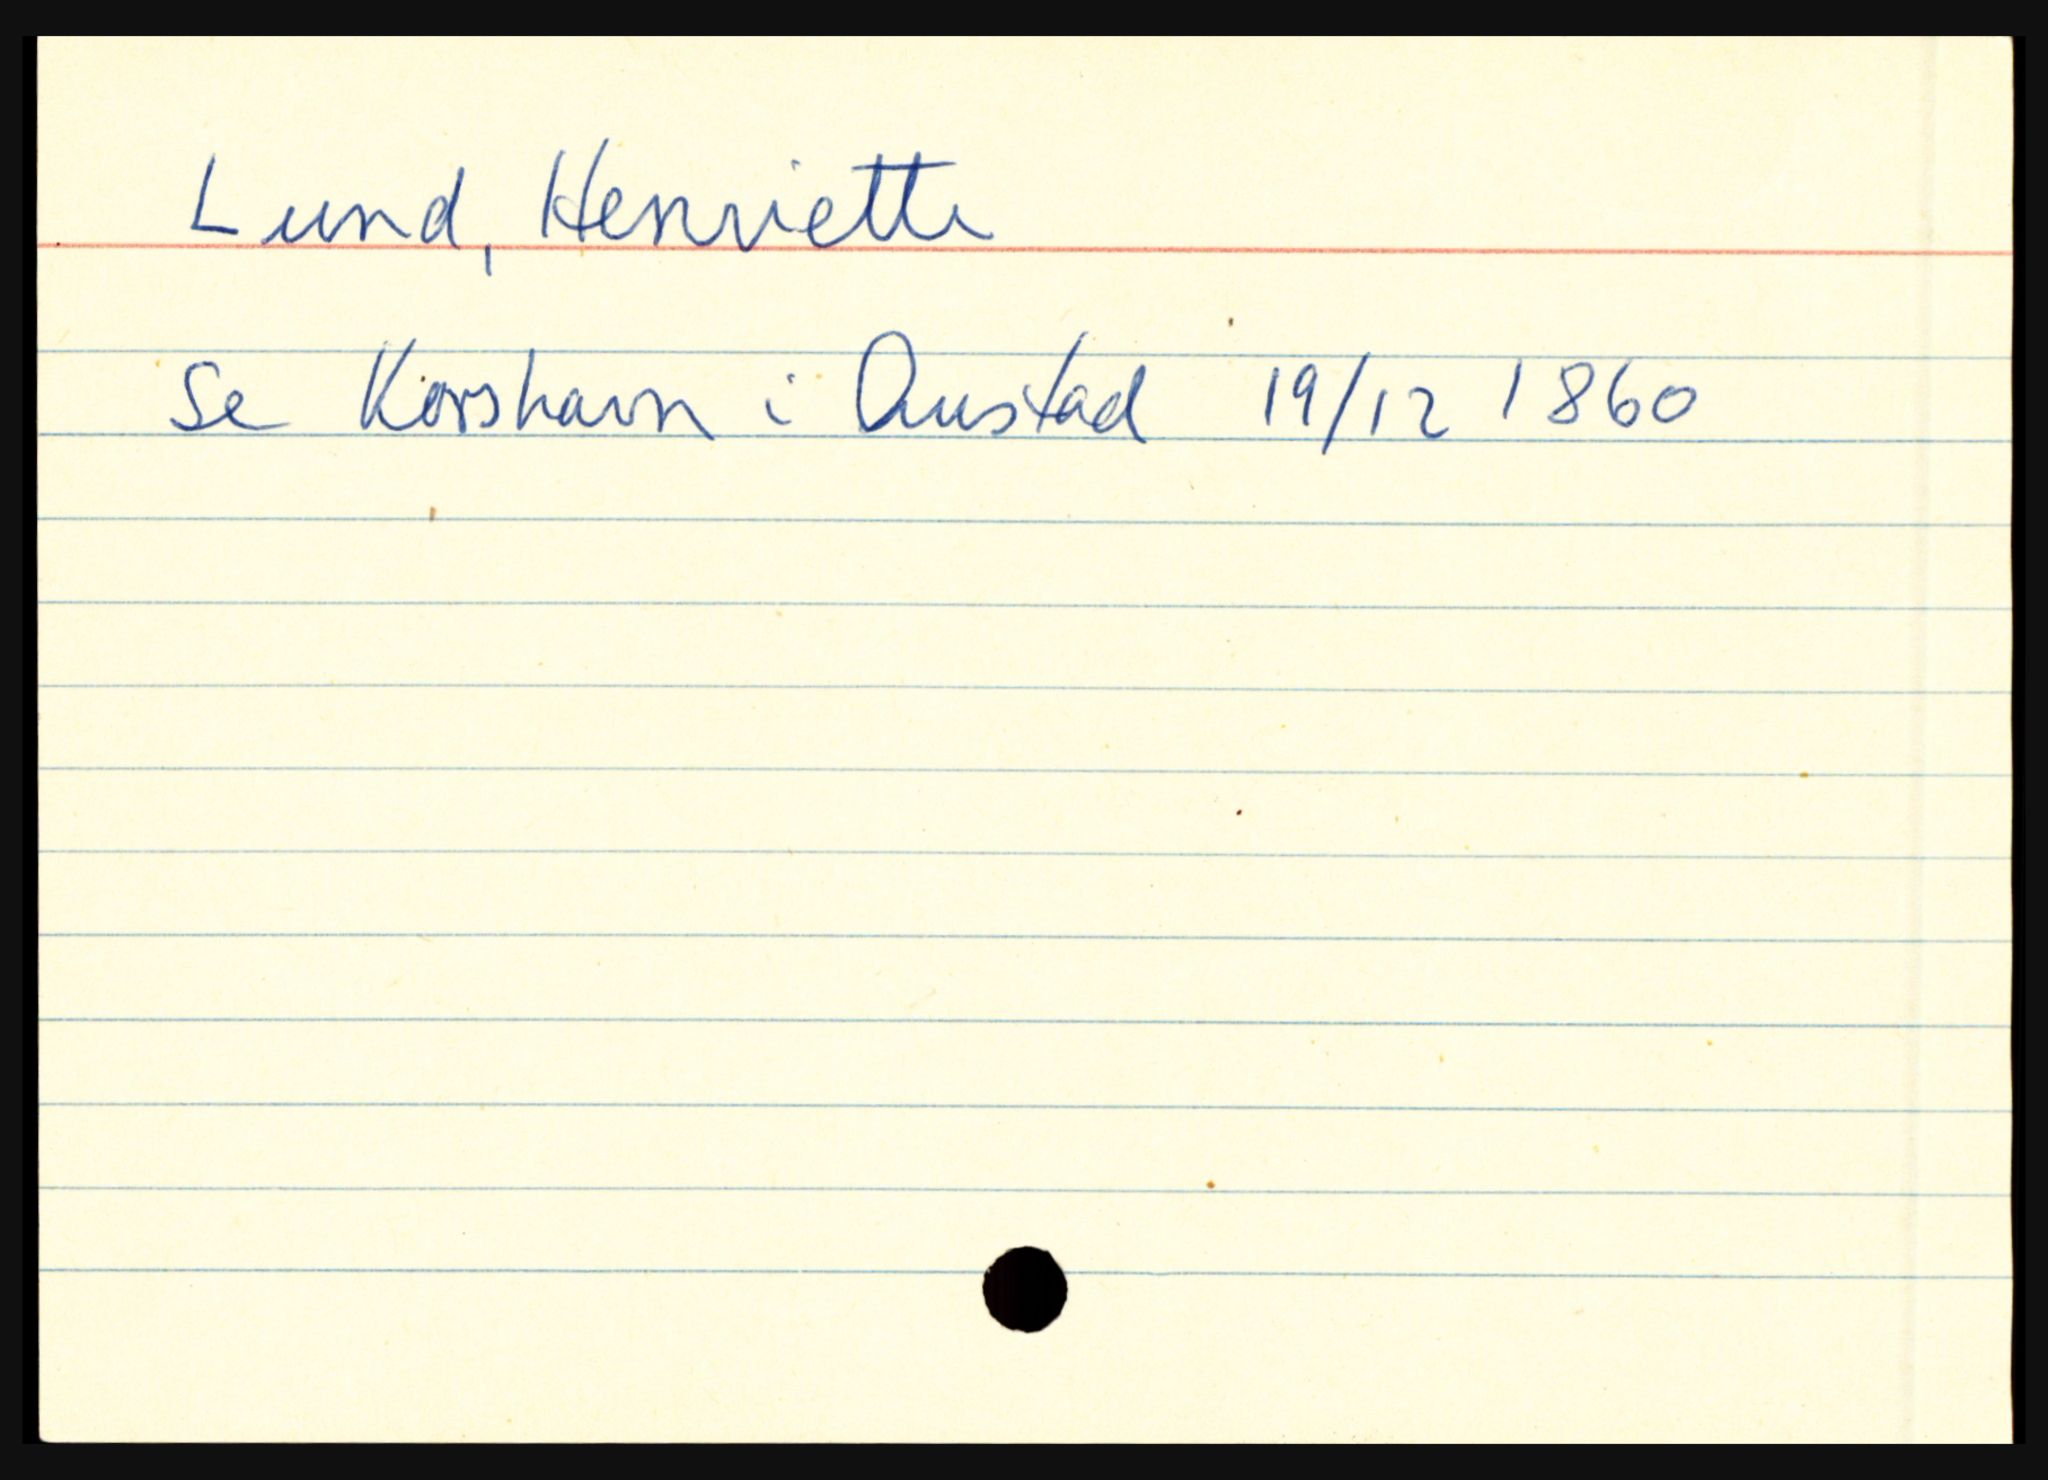 Lund, Henriette
Se Korshavn i Austad 19/12 1860